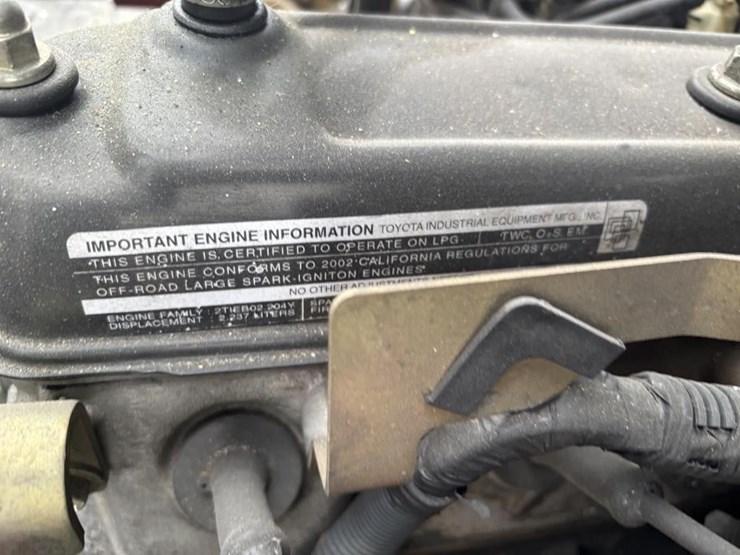 IMPORTANT ENGINE INFORMATION TOYOTA INDUSTRIAL EQUIPMENT MFG., INC.
THIS ENGINE IS CERTIFIED TO OPERATE ON LPG. TWC, O2S, EM
THIS ENGINE CONFORMS TO 2002 CALIFORNIA REGULATIONS FOR
OFF-ROAD LARGE SPARK-IGNITON ENGINES
NO OTHER ADJUSTMENTS
ENGINE FAMILY : 2TIEB02.204Y SPA
DISPLACEMENT : 2.237 LITERS FIR